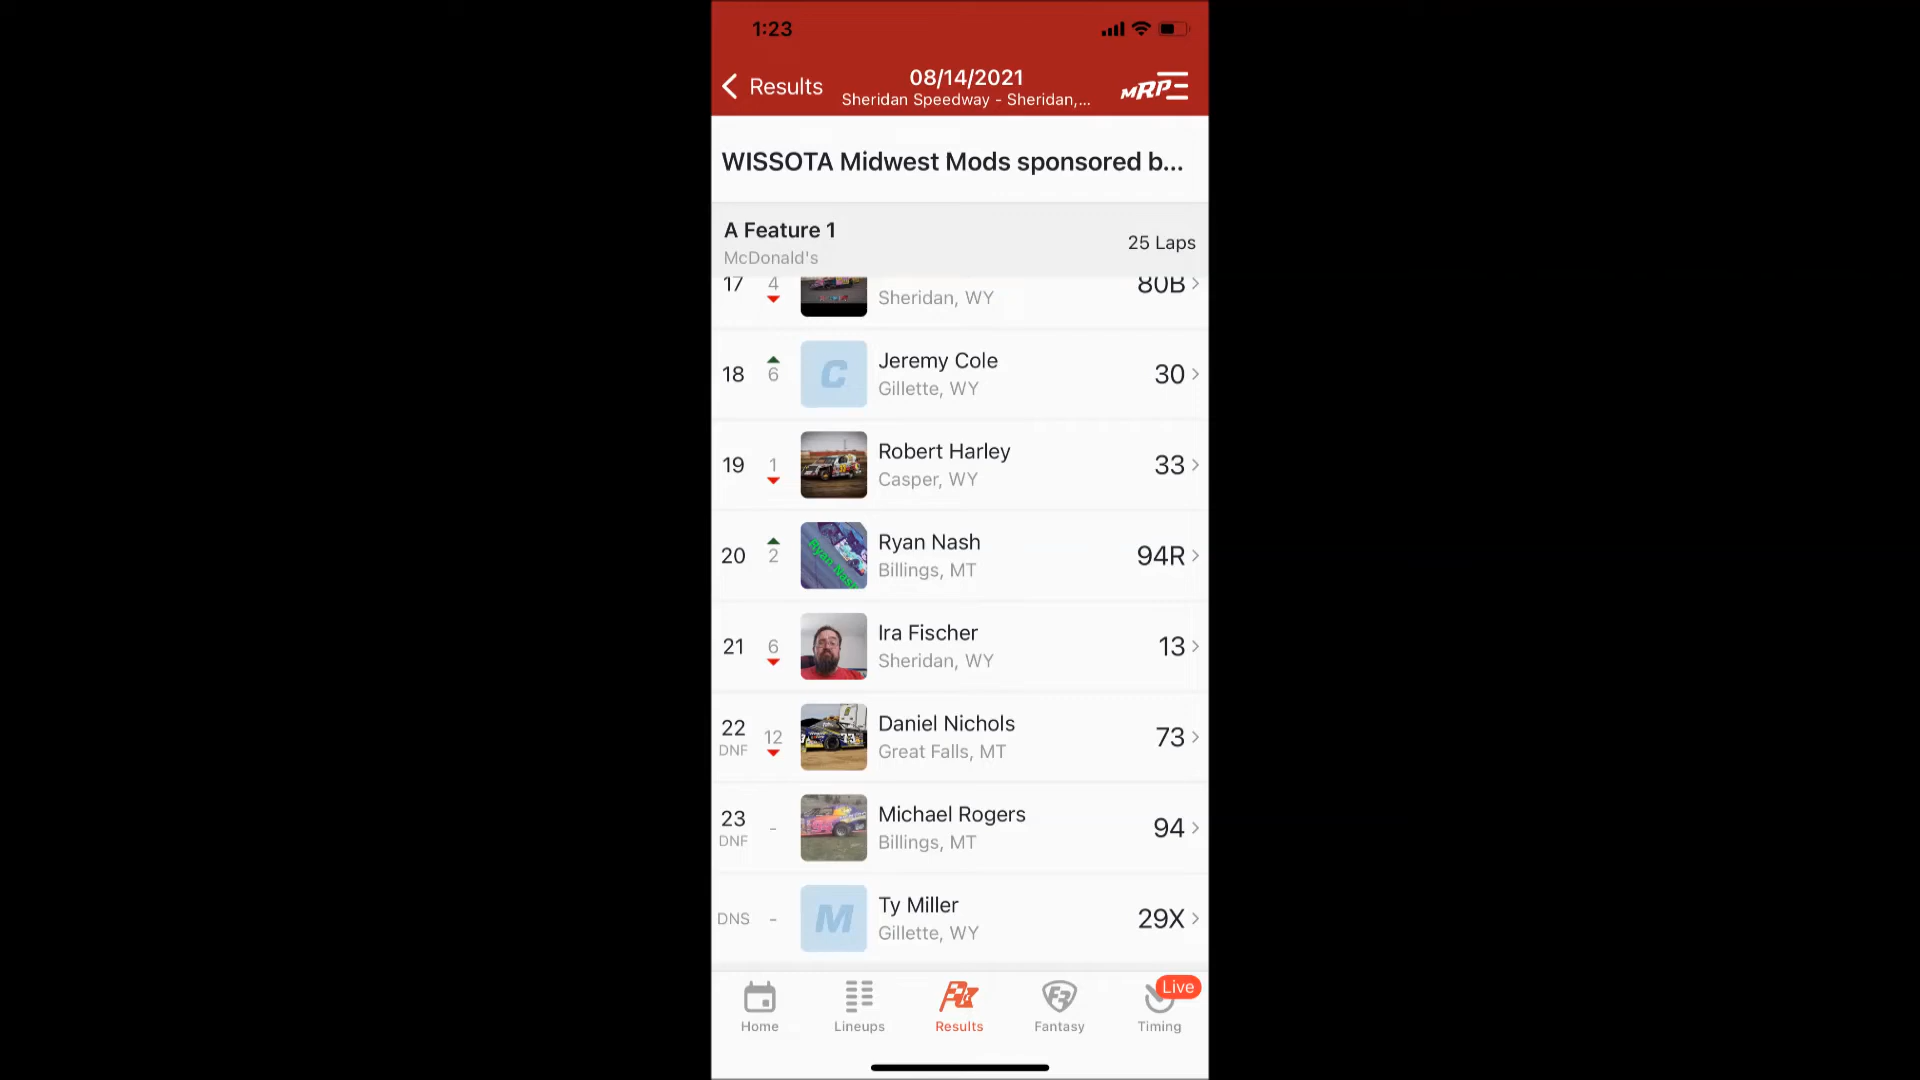 1:23
Results
08/14/2021
Sheridan Speedway - Sheridan,...
MRP
WISSOTA Midwest Mods sponsored b...
A Feature 1
McDonald's
25 Laps
17 4 80B
Sheridan, WY
18 6 C Jeremy Cole 30
Gillette, WY
19 1 Robert Harley 33
Casper, WY
20 2 Ryan Nash 94R
Billings, MT
21 6 Ira Fischer 13
Sheridan, WY
22 DNF 12 Daniel Nichols 73
Great Falls, MT
23 DNF - Michael Rogers 94
Billings, MT
DNS - M Ty Miller 29X
Gillette, WY
Live
Home Lineups Results Fantasy Timing